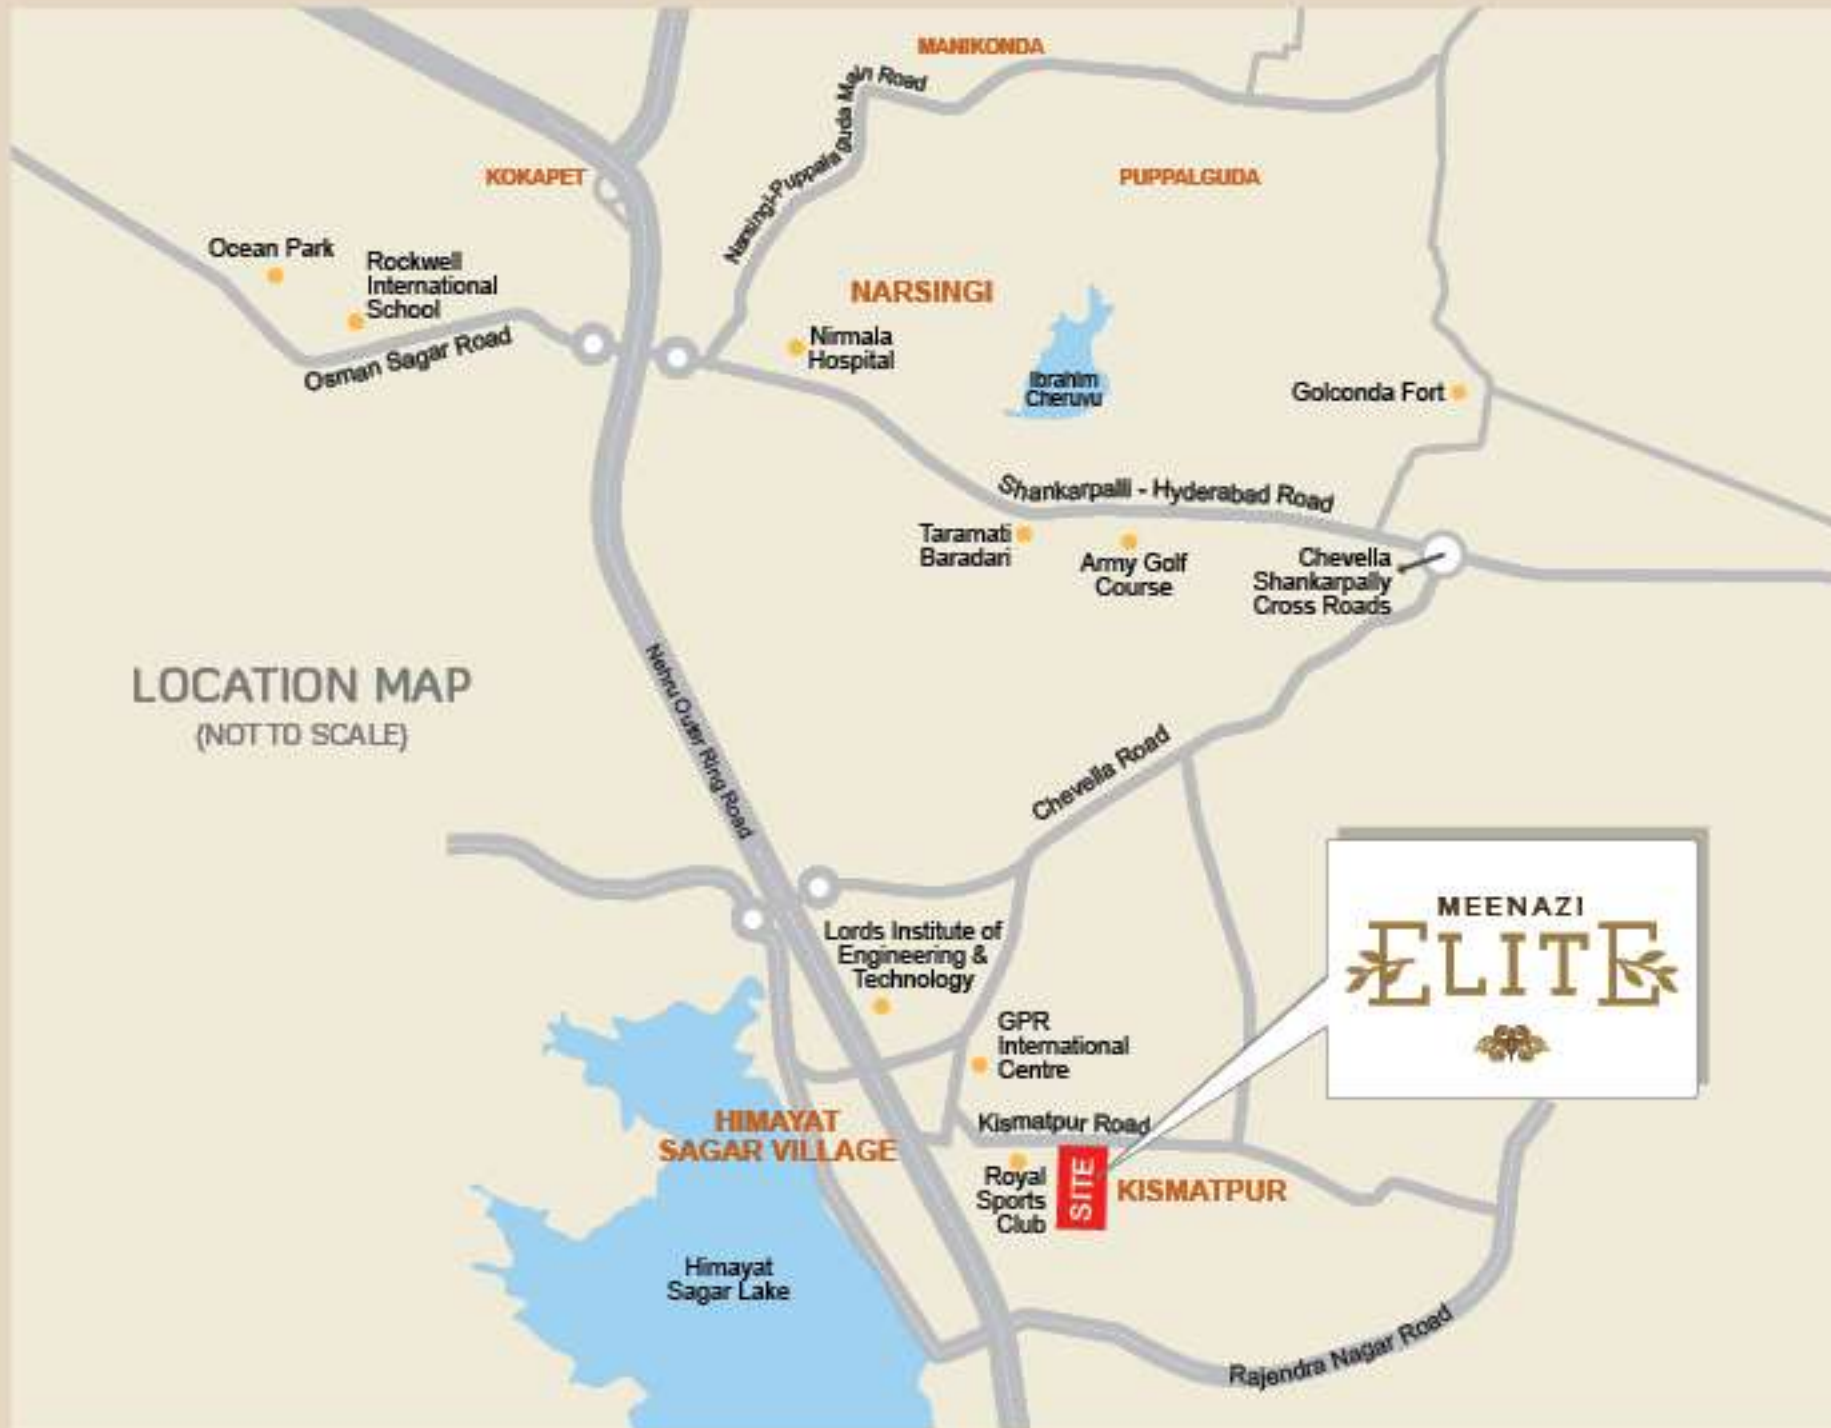 MANIKONDA
Narsingi-Puppalaguda Main Road
KOKAPET
PUPPALGUDA
Ocean Park
Rockwell
International
School
NARSINGI
Nirmala
Hospital
Osman Sagar Road
Ibrahim
Cheruvu
Golconda Fort
Shankarpalli - Hyderabad Road
Taramati
Baradari
Army Golf
Course
Chevella
Shankarpally
Cross Roads
LOCATION MAP
(NOT TO SCALE)
Nehru Outer Ring Road
Chevella Road
MEENAZI
ELITE
Lords Institute of
Engineering &
Technology
GPR
International
Centre
Kismatpur Road
HIMAYAT
SAGAR VILLAGE
Royal
Sports
Club
SITE
KISMATPUR
Himayat
Sagar Lake
Rajendra Nagar Road